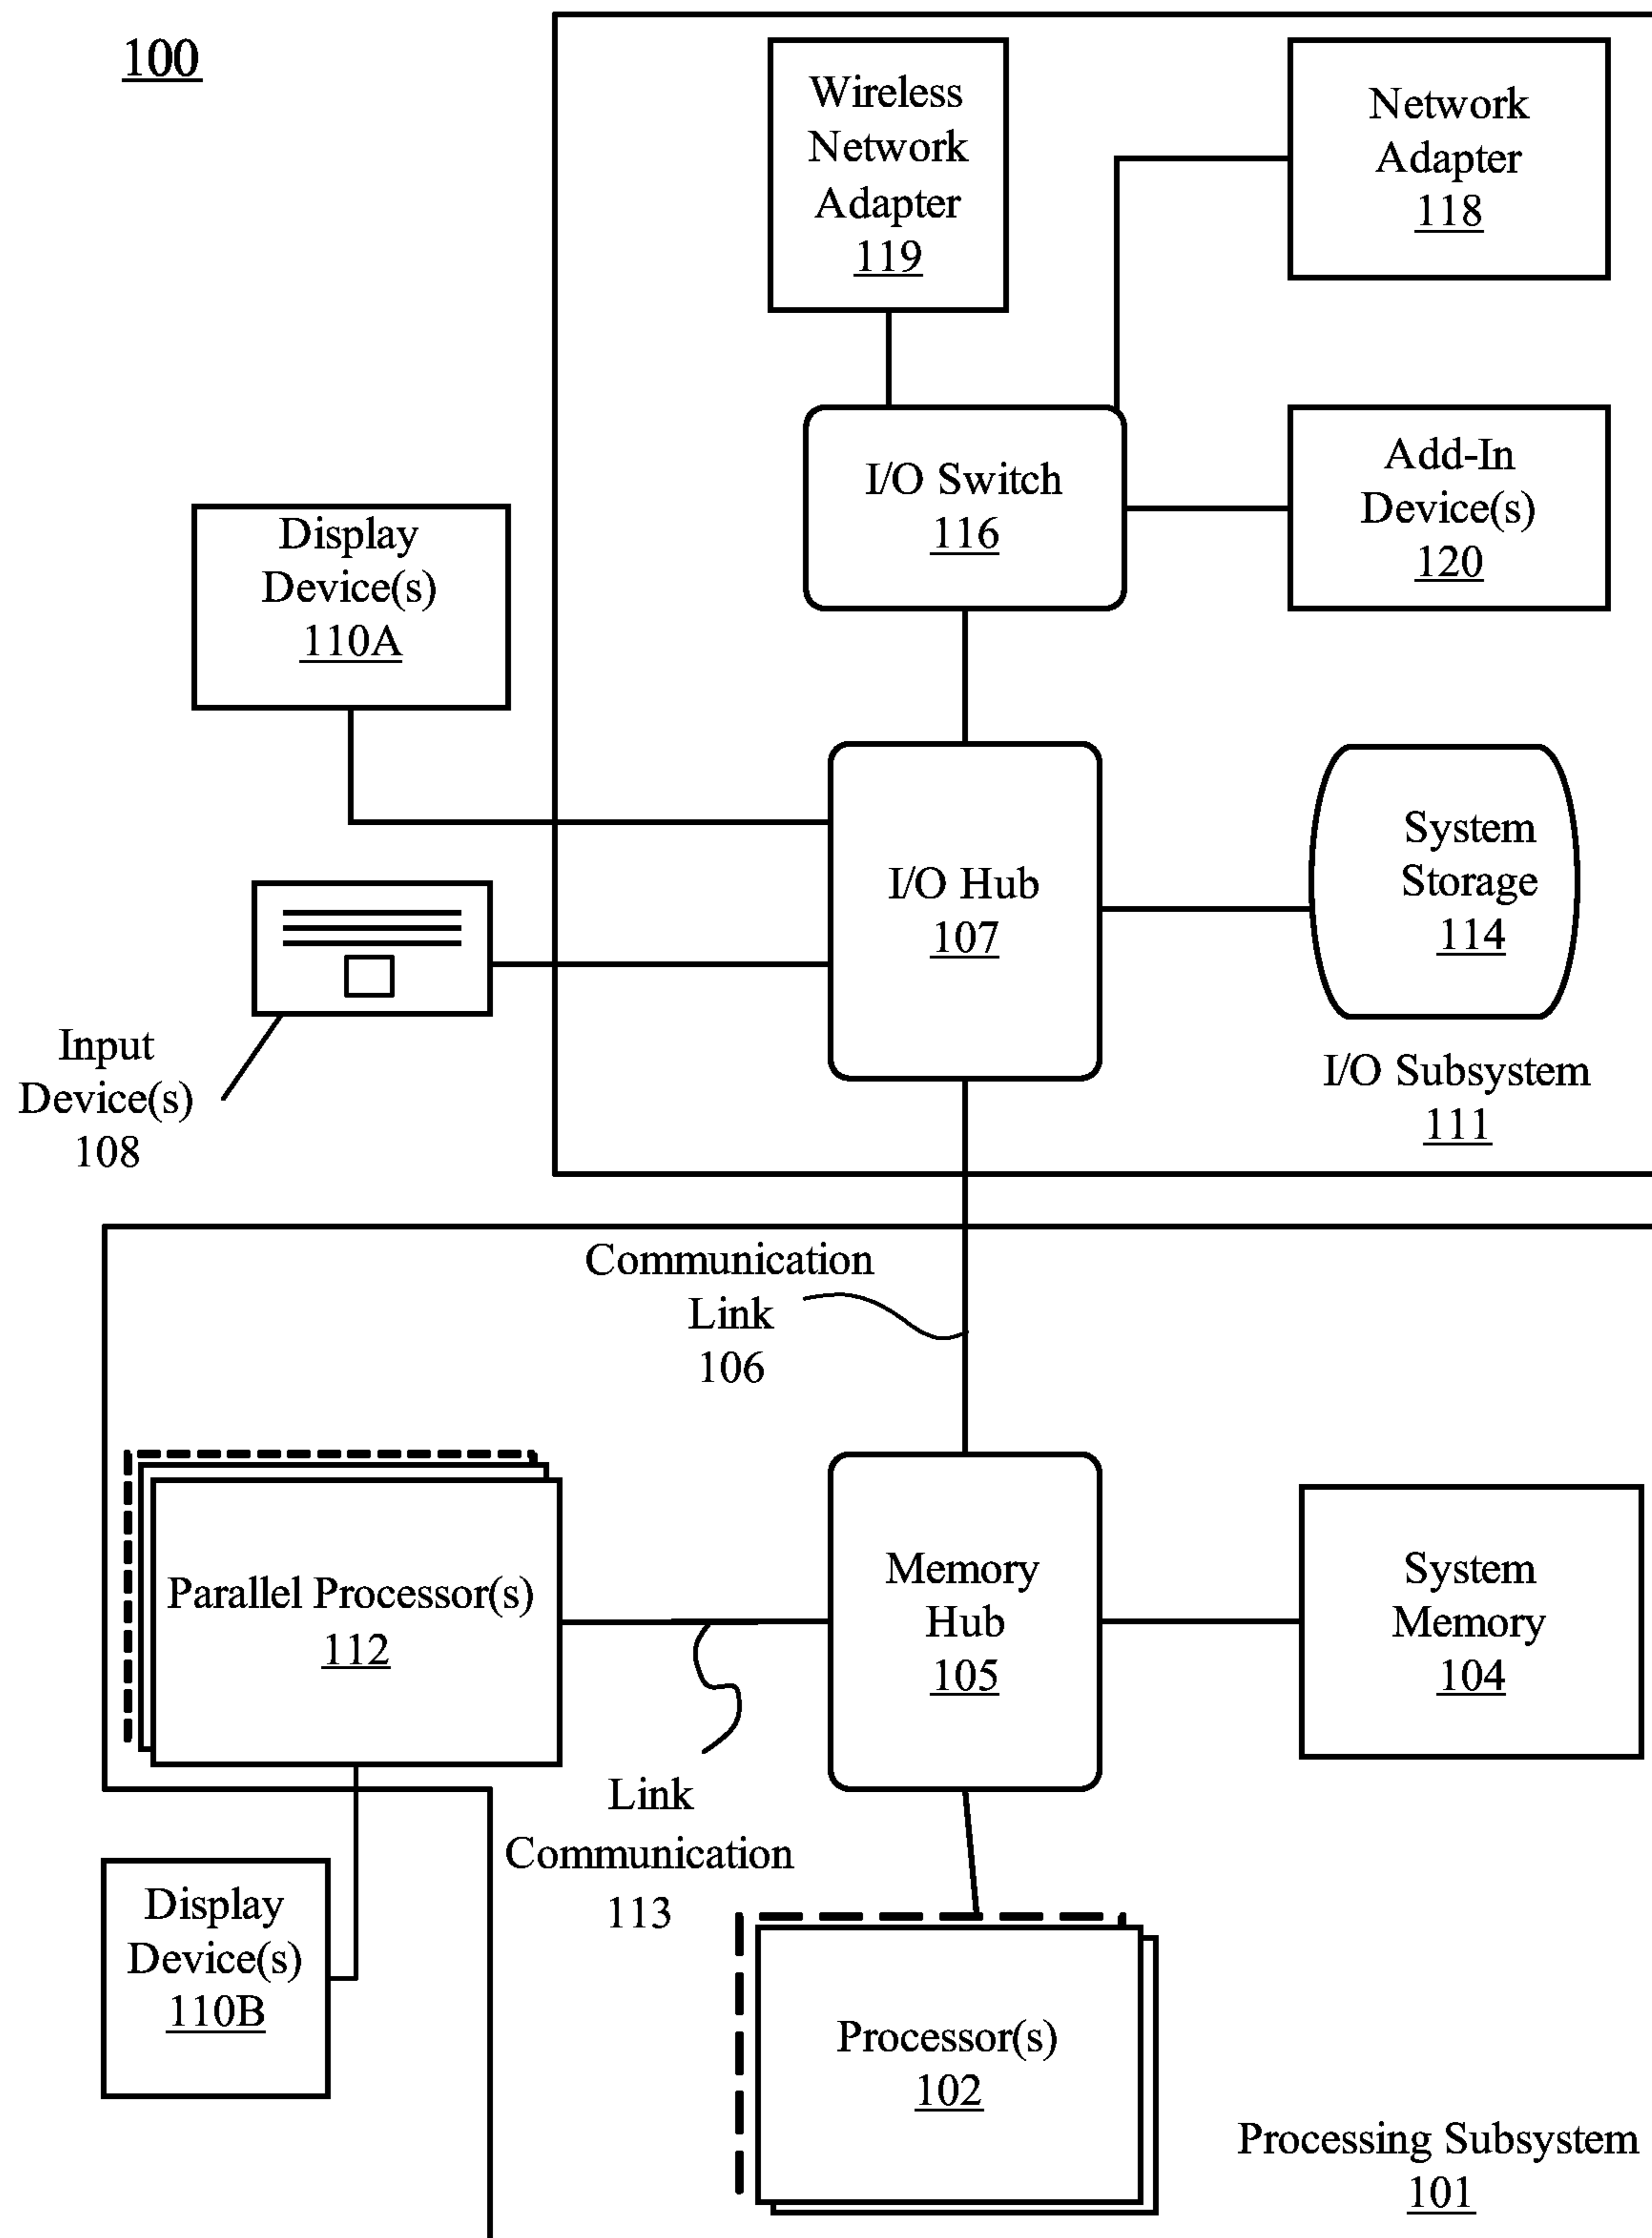 100
Wireless
Network
Adapter
119
Network
Adapter
118
I/O Switch
116
Add-In
Device(s)
120
Display
Device(s)
110A
I/O Hub
107
System
Storage
114
Input
Device(s)
108
I/O Subsystem
111
Communication
Link
106
Parallel Processor(s)
112
Memory
Hub
105
System
Memory
104
Link
Communication
113
Display
Device(s)
110B
Processor(s)
102
Processing Subsystem
101